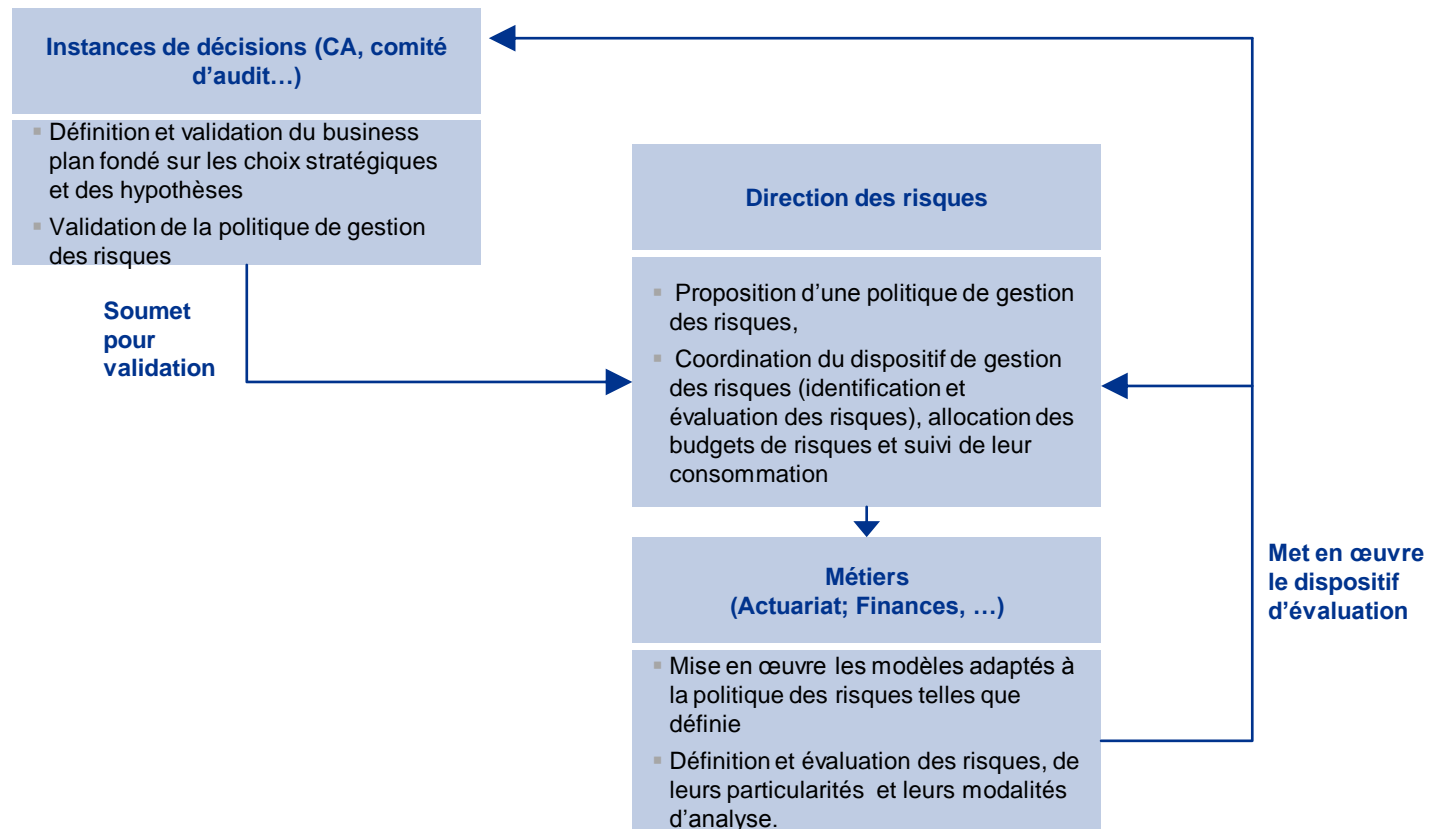 Instances de décisions (CA, comité
d'audit…)
▪ Définition et validation du business
plan fondé sur les choix stratégiques
et des hypothèses
▪ Validation de la politique de gestion
des risques
Soumet
pour
validation
Direction des risques
▪ Proposition d'une politique de gestion
des risques,
▪ Coordination du dispositif de gestion
des risques (identification et
évaluation des risques), allocation des
budgets de risques et suivi de leur
consommation
Métiers
(Actuariat; Finances, …)
▪ Mise en œuvre les modèles adaptés à
la politique des risques telles que
définie
▪ Définition et évaluation des risques, de
leurs particularités et leurs modalités
d'analyse.
Met en œuvre
le dispositif
d'évaluation